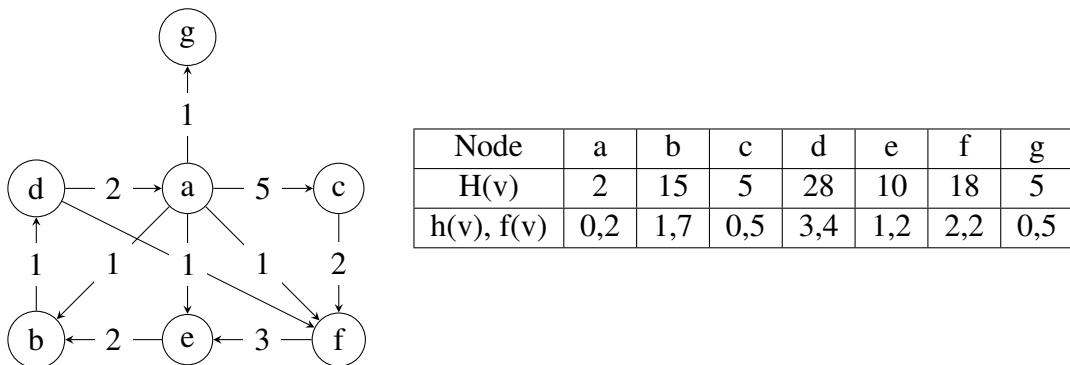 g
1
d 2 a 5 c
1 1 1 1 2
b 2 e 3 f
Node a b c d e f g
H(v) 2 15 5 28 10 18 5
h(v), f(v) 0,2 1,7 0,5 3,4 1,2 2,2 0,5